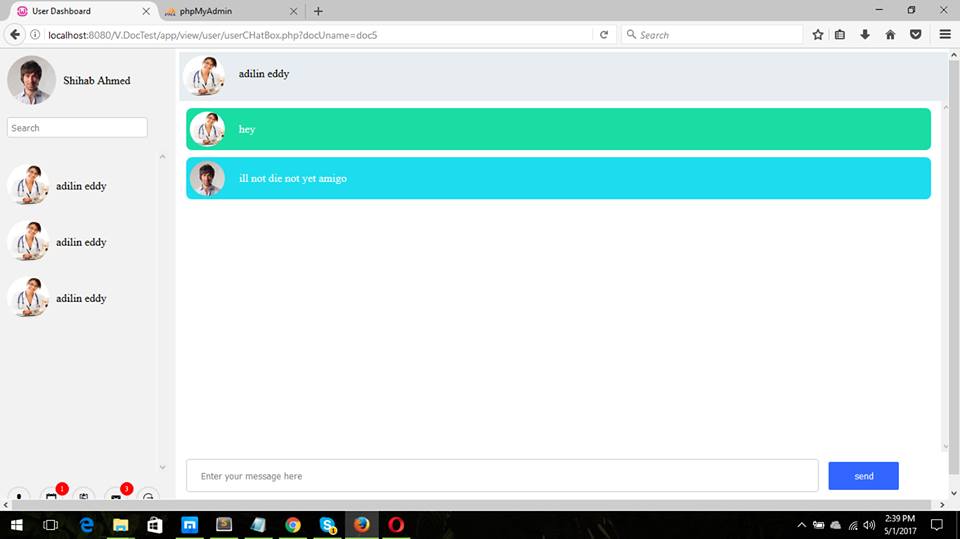 User Dashboard
phpMyAdmin
localhost:8080/V.DocTest/app/view/user/userCHatBox.php?docUname=doc5
Search
Shihab Ahmed
adilin eddy
Search
hey
ill not die not yet amigo
adilin eddy
adilin eddy
adilin eddy
Enter your message here
send
1
3
2:39 PM
5/1/2017